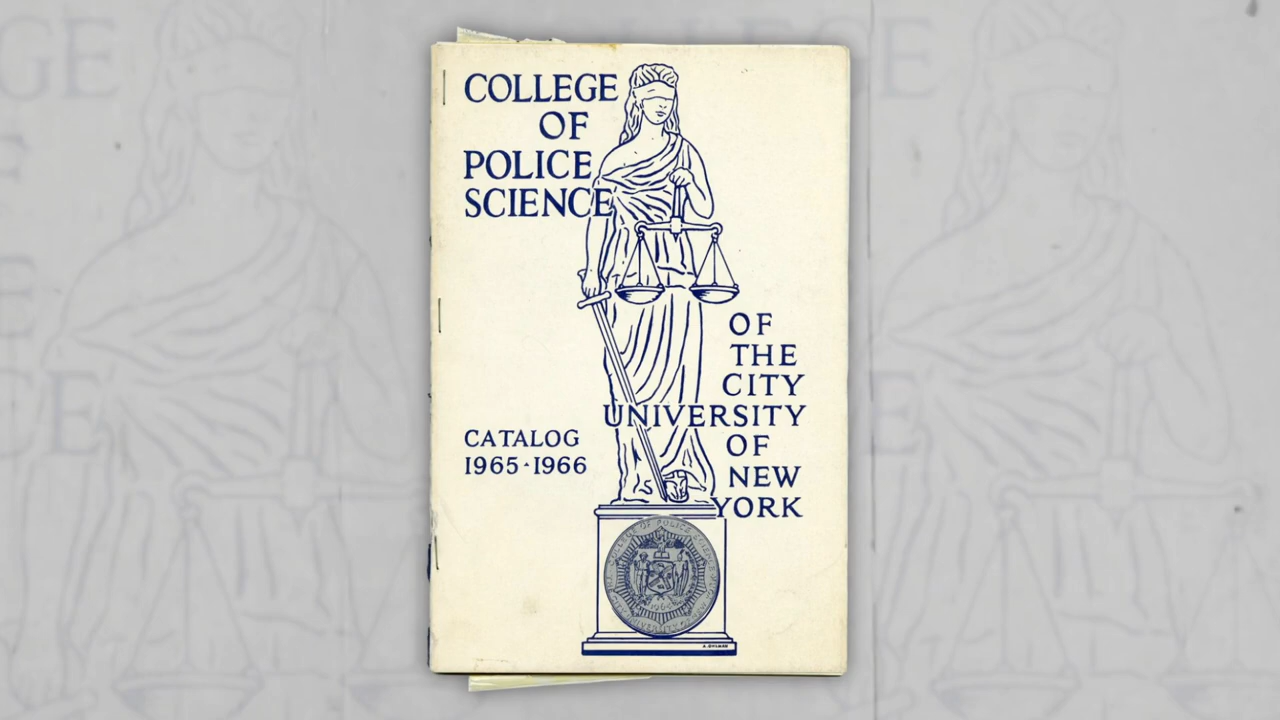 COLLEGE
OF
POLICE
SCIENCE
OF
THE
CITY
UNIVERSITY
OF
NEW
YORK
CATALOG
1965-1966